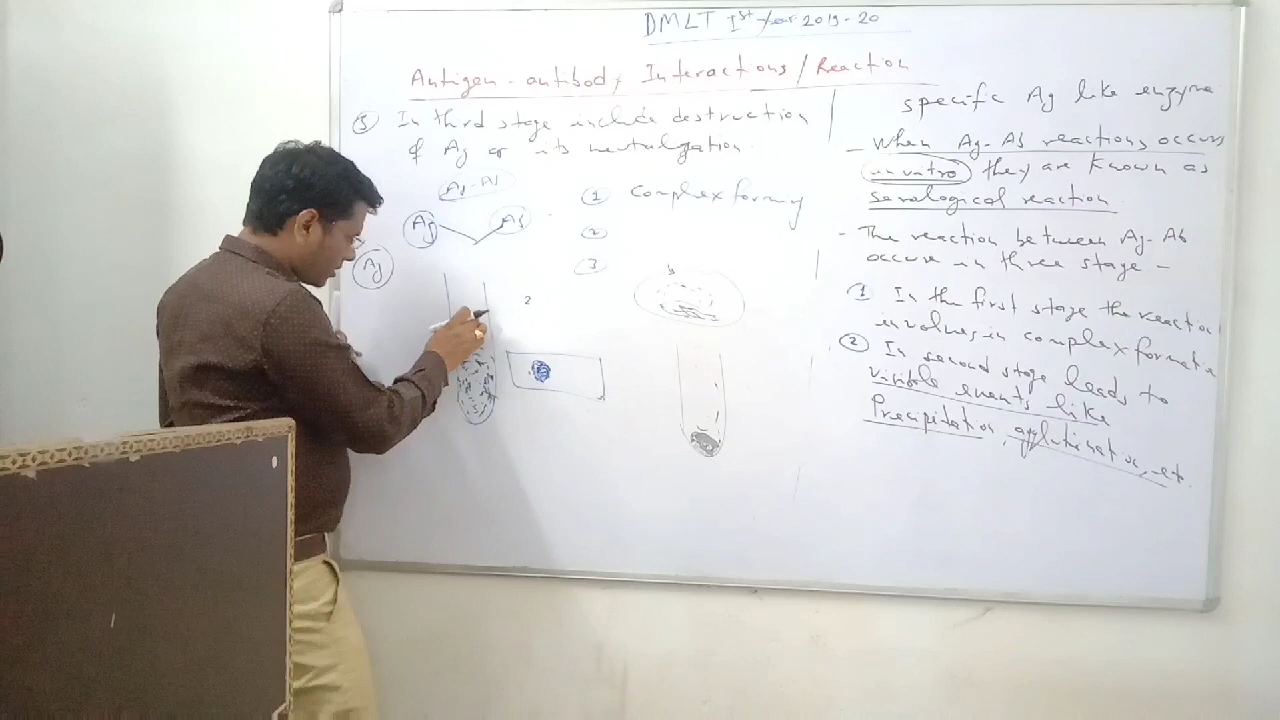 DMLT Ist Year 2019-20
Antigen-antibody Interactions/Reaction
③ In third stage include destruction
of Ag or its neutralization.
Ag-Ab
Ag Ab
Ag
① complex forming
②
③
2
specific Ag like enzyme
- When Ag-Ab reactions occurs
in vitro they are known as
serological reaction.
- The reaction between Ag-Ab
occure in three stage -
① In the first stage the reaction
involves in complex formation
② In second stage leads to
visible events like
Precipitation, agglutination, etc.